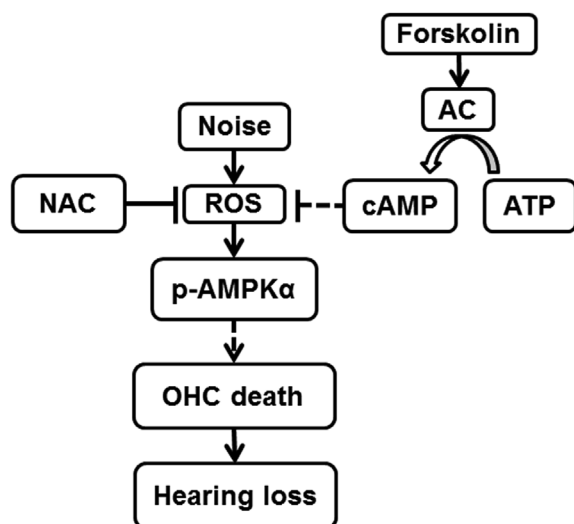 Forskolin
AC
Noise
NAC
ROS
cAMP
ATP
p-AMPKα
OHC death
Hearing loss